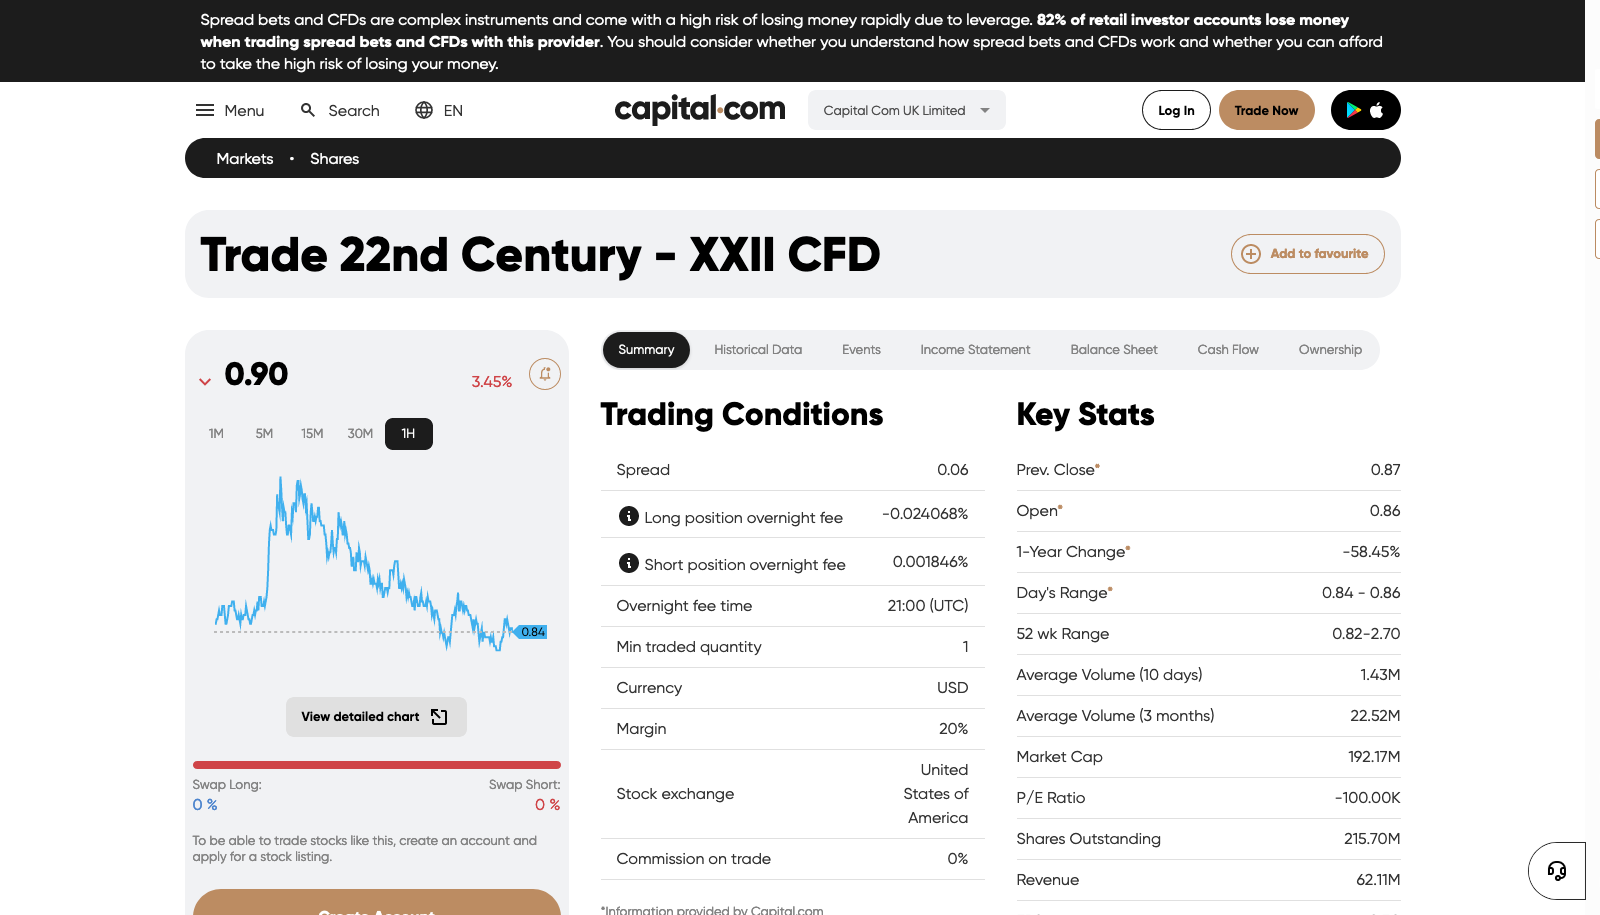 Spread bets and CFDs are complex instruments and come with a high risk of losing money rapidly due to leverage. 82% of retail investor accounts lose money
when trading spread bets and CFDs with this provider. You should consider whether you understand how spread bets and CFDs work and whether you can afford
to take the high risk of losing your money.
Menu
Search
EN
capital.com
Capital Com UK Limited
Log In
Trade Now
Markets • Shares
Trade 22nd Century - XXII CFD
Add to favourite
0.90
3.45%
1M 5M 15M 30M 1H
0.84
View detailed chart
Swap Long: Swap Short:
0 % 0 %
To be able to trade stocks like this, create an account and
apply for a stock listing.
Create Account
Summary Historical Data Events Income Statement Balance Sheet Cash Flow Ownership
Trading Conditions
Spread 0.06
Long position overnight fee -0.024068%
Short position overnight fee 0.001846%
Overnight fee time 21:00 (UTC)
Min traded quantity 1
Currency USD
Margin 20%
Stock exchange United
States of
America
Commission on trade 0%
*Information provided by Capital.com
Key Stats
Prev. Close* 0.87
Open* 0.86
1-Year Change* -58.45%
Day's Range* 0.84 - 0.86
52 wk Range 0.82-2.70
Average Volume (10 days) 1.43M
Average Volume (3 months) 22.52M
Market Cap 192.17M
P/E Ratio -100.00K
Shares Outstanding 215.70M
Revenue 62.11M